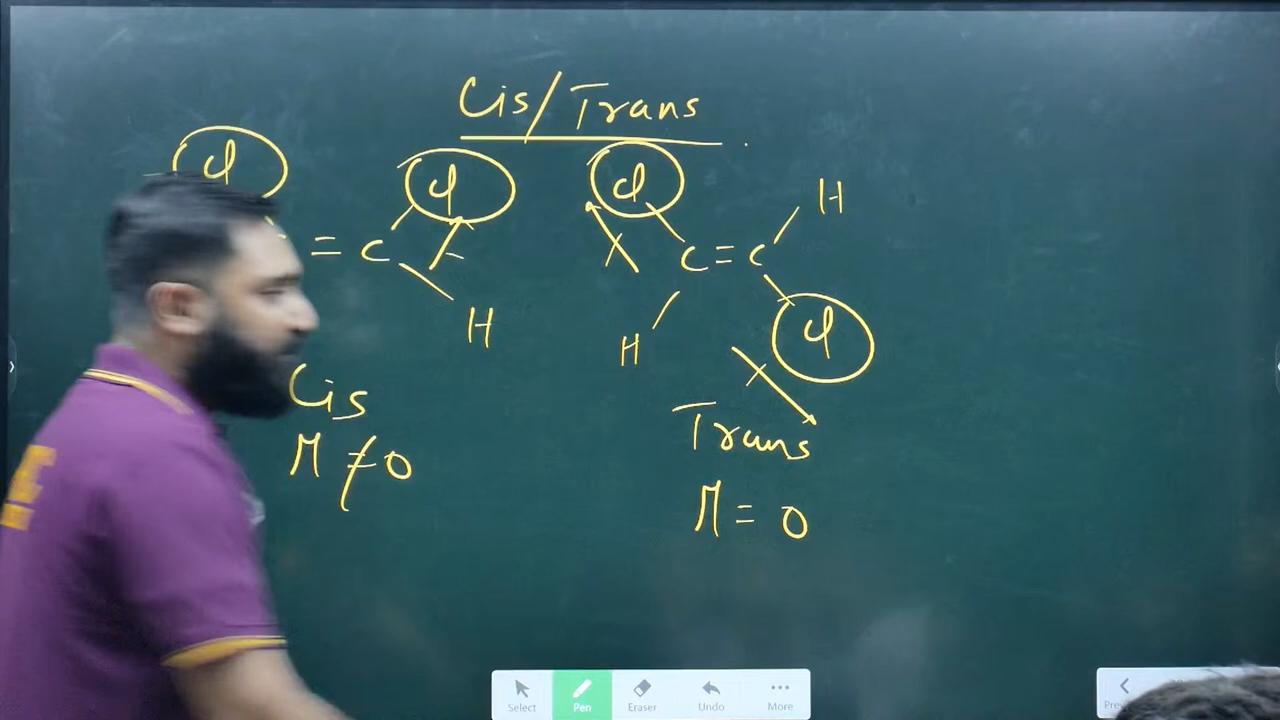 Cis/Trans
Cl Cl Cl H
= C C = C
H H Cl
Cis
M ≠ 0
Trans
M = 0
Select Pen Eraser Undo More